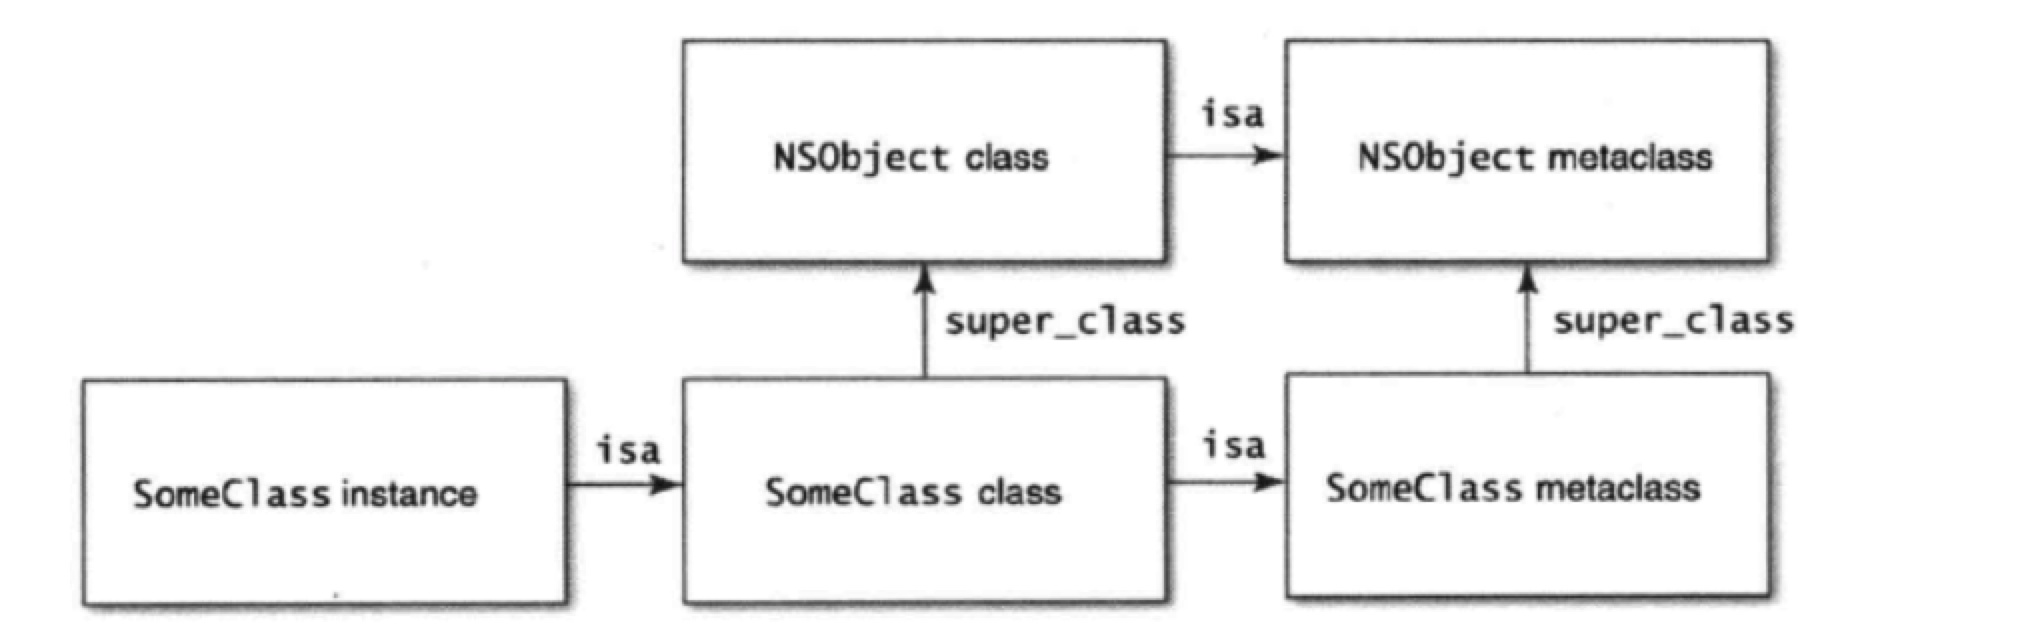 isa
NSObject class
NSObject metaclass
super_class
super_class
isa
isa
SomeClass instance
SomeClass class
SomeClass metaclass